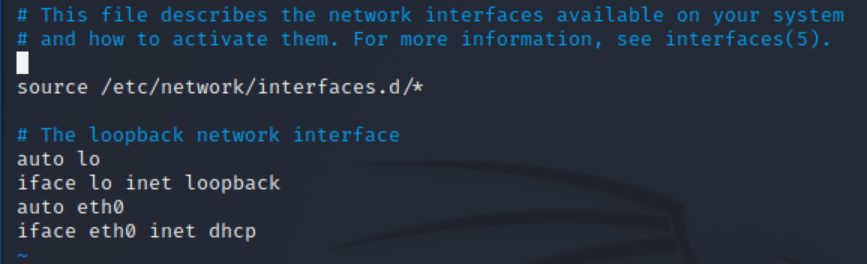 # This file describes the network interfaces available on your system
# and how to activate them. For more information, see interfaces(5).
source /etc/network/interfaces.d/*
# The loopback network interface
auto lo
iface lo inet loopback
auto eth0
iface eth0 inet dhcp
~